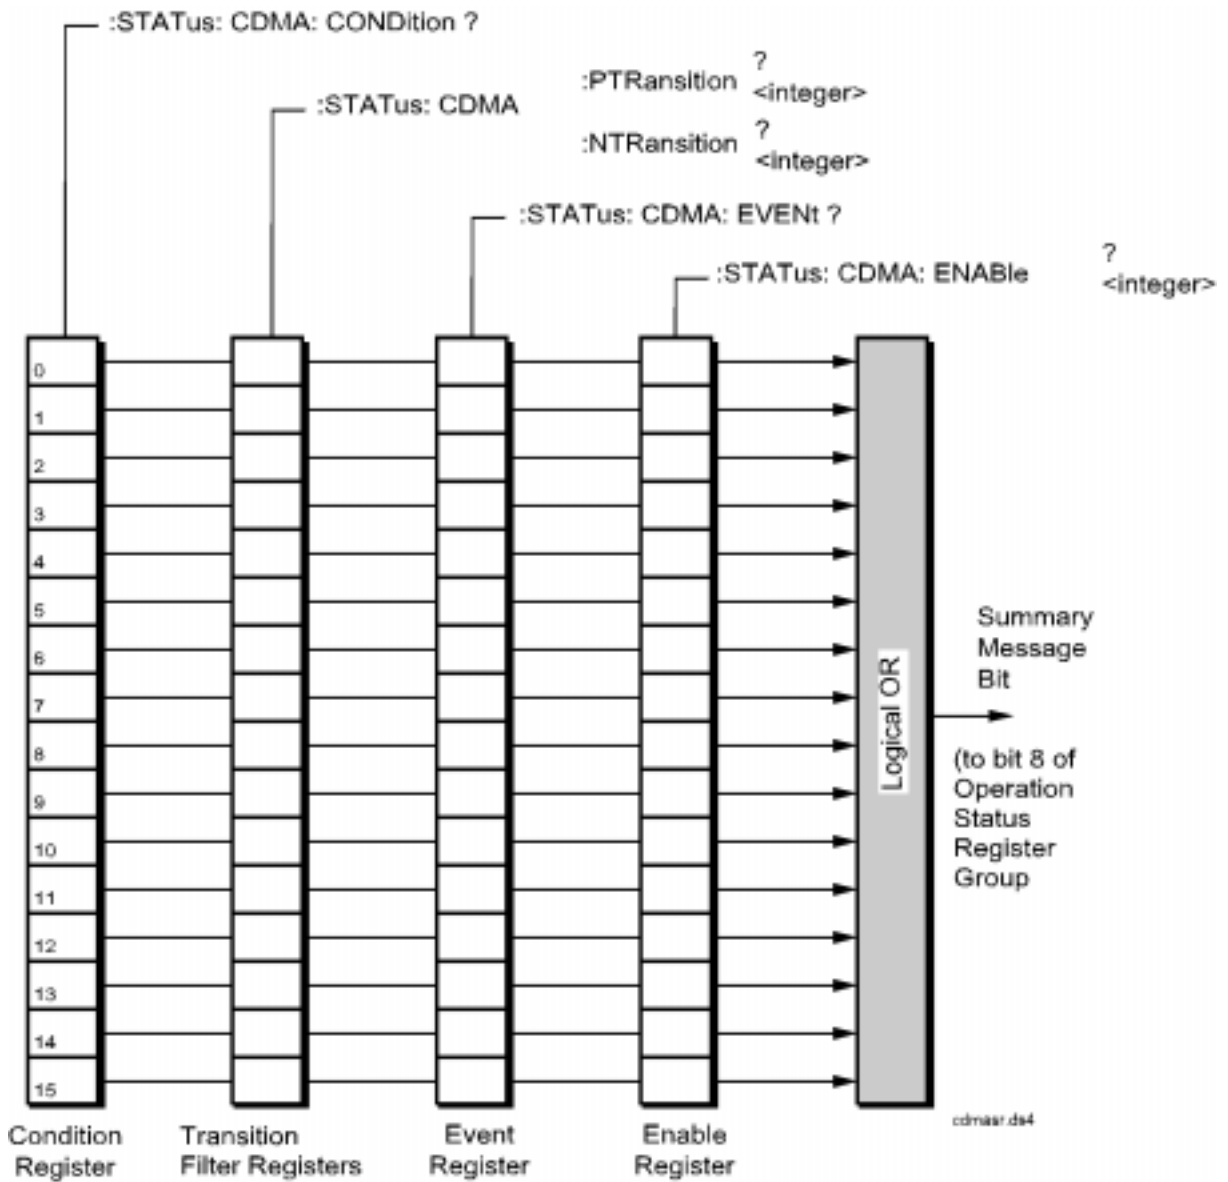 :STATus: CDMA: CONDition ?
?
:PTRansition <integer>
:STATus: CDMA
?
:NTRansition <integer>
:STATus: CDMA: EVENt ?
?
:STATus: CDMA: ENABle <integer>
0
1
2
3
4
5
6
7
8
9
10
11
12
13
14
15
Logical OR
Summary
Message
Bit
(to bit 8 of
Operation
Status
Register
Group
cdmasr.ds4
Condition
Register
Transition
Filter Registers
Event
Register
Enable
Register